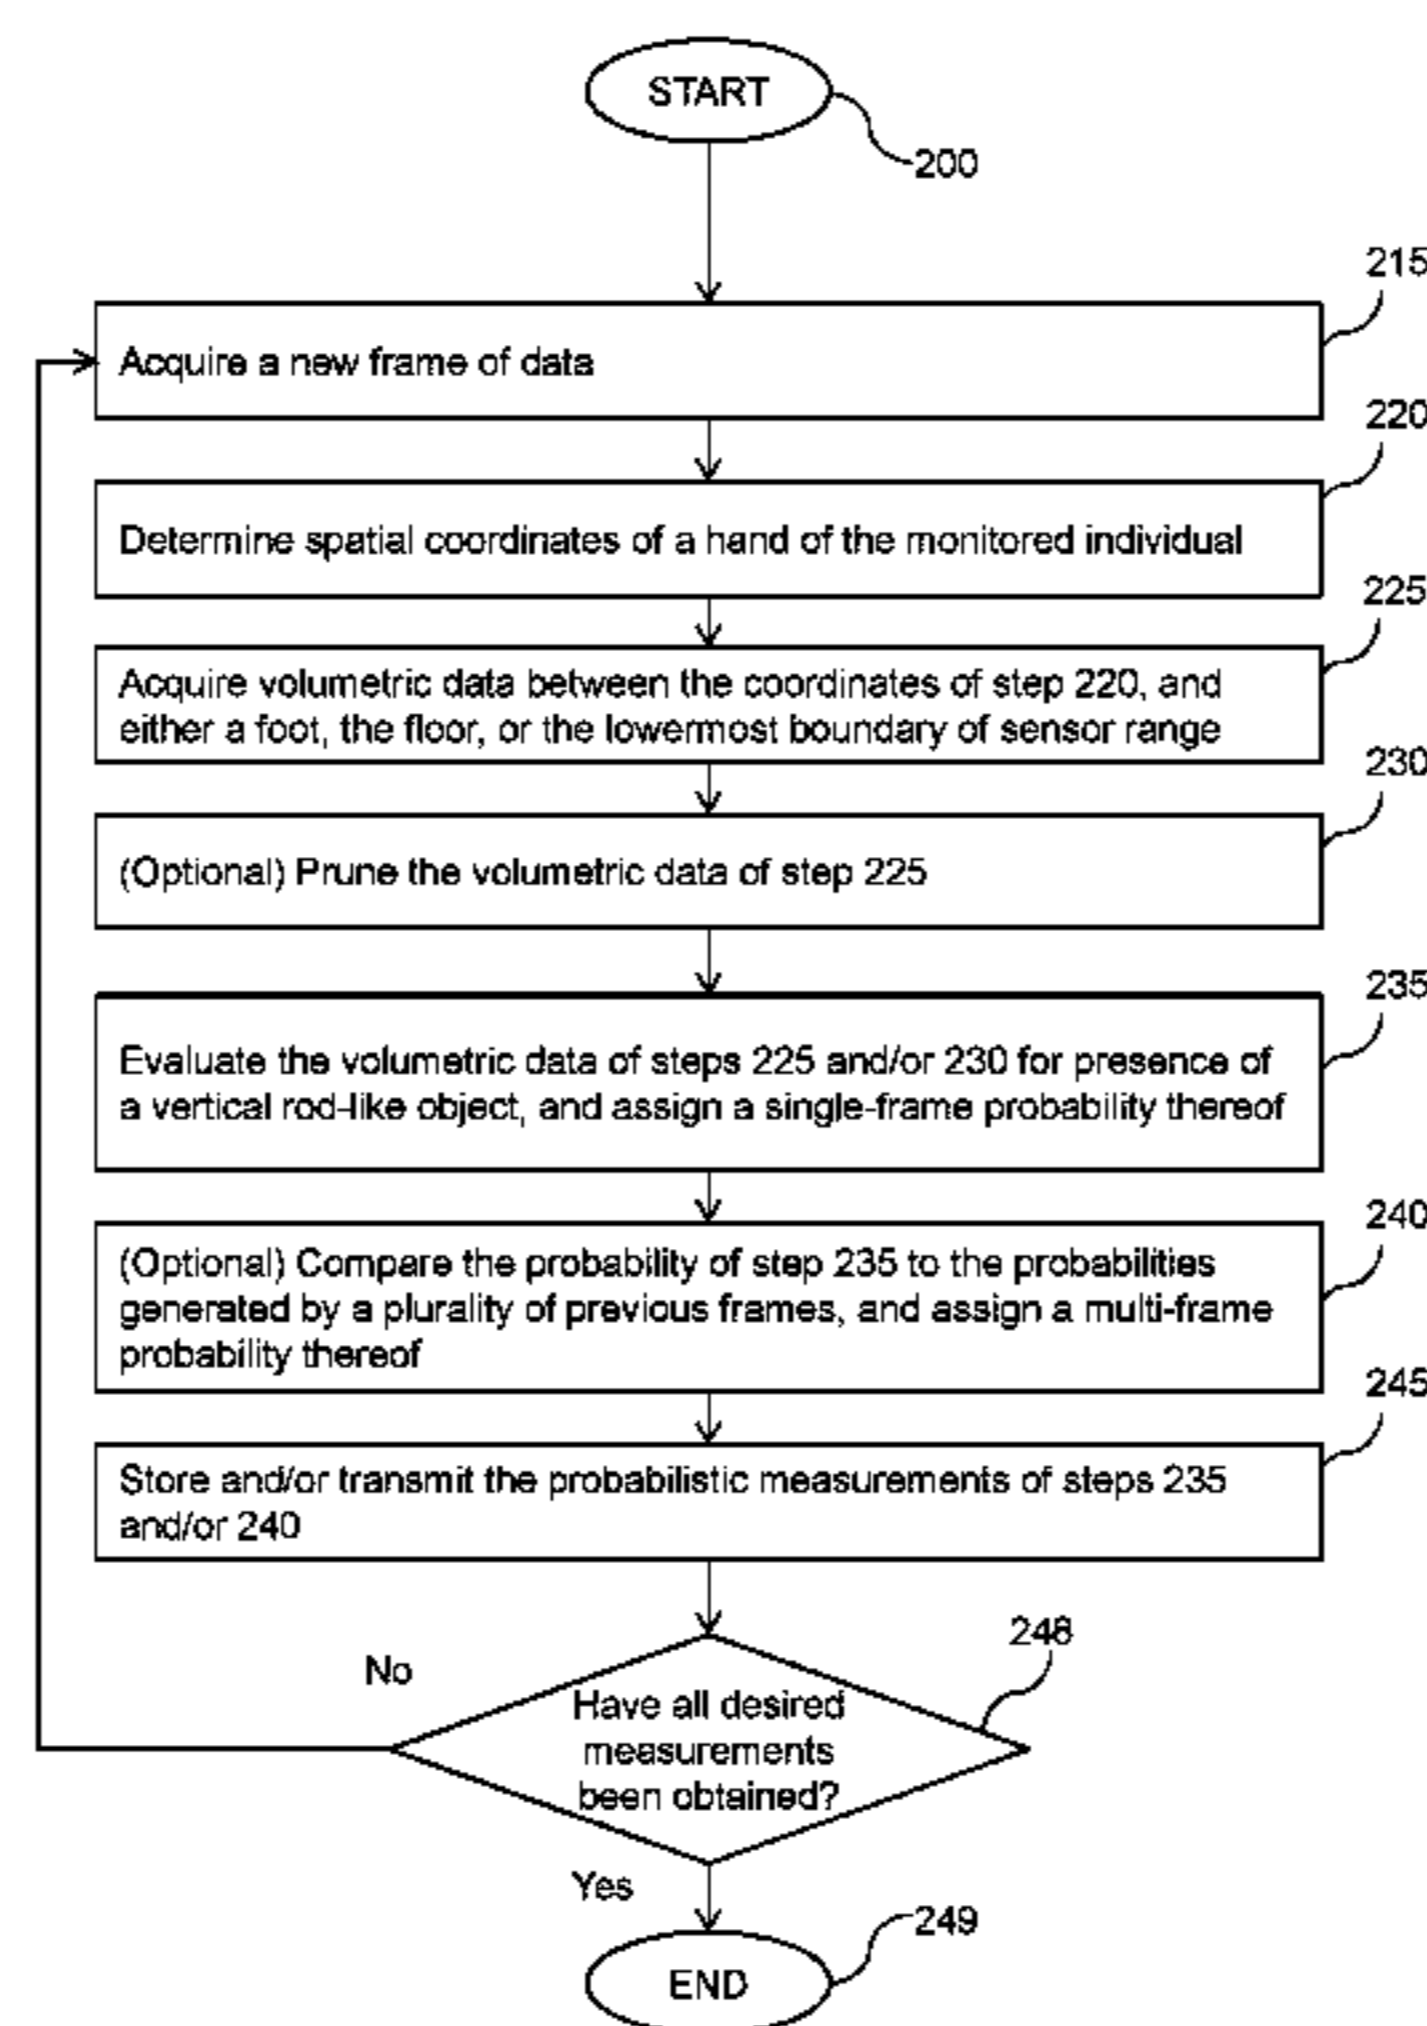 START
200
215
Acquire a new frame of data
220
Determine spatial coordinates of a hand of the monitored individual
225
Acquire volumetric data between the coordinates of step 220, and
either a foot, the floor, or the lowermost boundary of sensor range
230
(Optional) Prune the volumetric data of step 225
235
Evaluate the volumetric data of steps 225 and/or 230 for presence of
a vertical rod-like object, and assign a single-frame probability thereof
240
(Optional) Compare the probability of step 235 to the probabilities
generated by a plurality of previous frames, and assign a multi-frame
probability thereof
245
Store and/or transmit the probabilistic measurements of steps 235
and/or 240
248
No
Have all desired
measurements
been obtained?
Yes
249
END